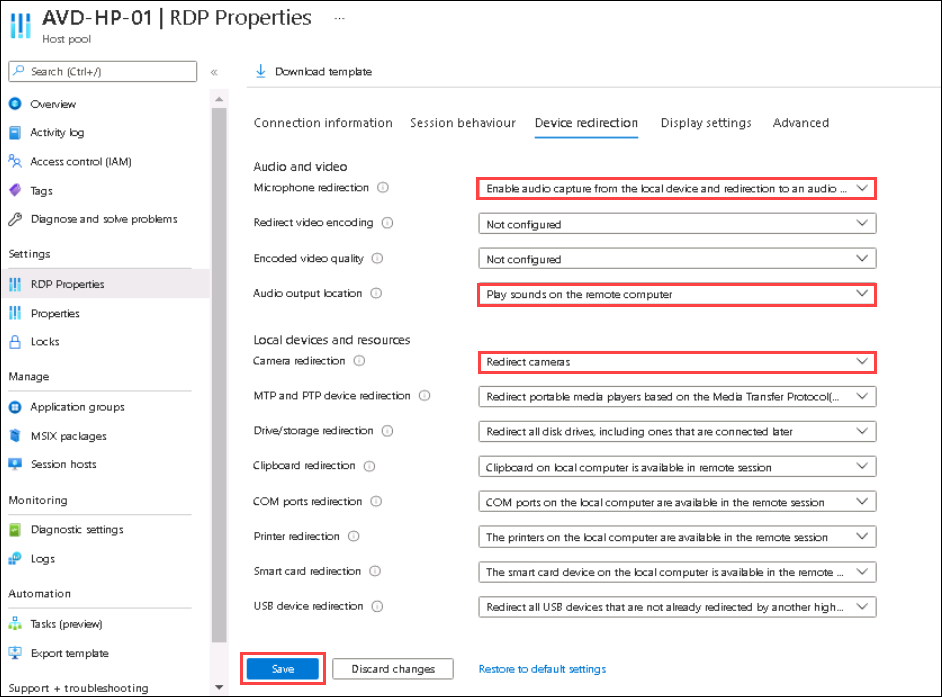 AVD-HP-01 | RDP Properties ...
Host pool
Search (Ctrl+/)
«
Overview
Activity log
Access control (IAM)
Tags
Diagnose and solve problems
Settings
RDP Properties
Properties
Locks
Manage
Application groups
MSIX packages
Session hosts
Monitoring
Diagnostic settings
Logs
Automation
Tasks (preview)
Export template
Support + troubleshooting
Download template
Connection information Session behaviour Device redirection Display settings Advanced
Audio and video
Microphone redirection Enable audio capture from the local device and redirection to an audio ...
Redirect video encoding Not configured
Encoded video quality Not configured
Audio output location Play sounds on the remote computer
Local devices and resources
Camera redirection Redirect cameras
MTP and PTP device redirection Redirect portable media players based on the Media Transfer Protocol(...
Drive/storage redirection Redirect all disk drives, including ones that are connected later
Clipboard redirection Clipboard on local computer is available in remote session
COM ports redirection COM ports on the local computer are available in the remote session
Printer redirection The printers on the local computer are available in the remote session
Smart card redirection The smart card device on the local computer is available in the remote ...
USB device redirection Redirect all USB devices that are not already redirected by another high...
Save Discard changes Restore to default settings